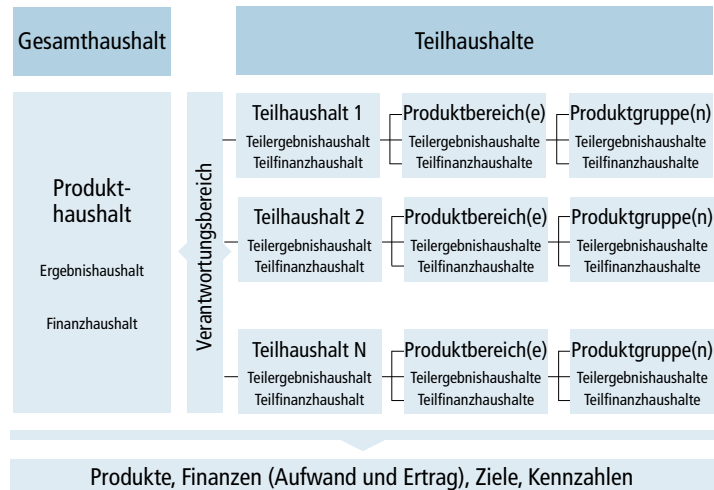 Gesamthaushalt
Teilhaushalte
Produkt-
haushalt
Ergebnishaushalt
Finanzhaushalt
Verantwortungsbereich
Teilhaushalt 1
Teilergebnishaushalt
Teilfinanzhaushalt
Produktbereich(e)
Teilergebnishaushalte
Teilfinanzhaushalte
Produktgruppe(n)
Teilergebnishaushalte
Teilfinanzhaushalte
Teilhaushalt 2
Teilergebnishaushalt
Teilfinanzhaushalt
Produktbereich(e)
Teilergebnishaushalte
Teilfinanzhaushalte
Produktgruppe(n)
Teilergebnishaushalte
Teilfinanzhaushalte
Teilhaushalt N
Teilergebnishaushalt
Teilfinanzhaushalt
Produktbereich(e)
Teilergebnishaushalte
Teilfinanzhaushalte
Produktgruppe(n)
Teilergebnishaushalte
Teilfinanzhaushalte
Produkte, Finanzen (Aufwand und Ertrag), Ziele, Kennzahlen